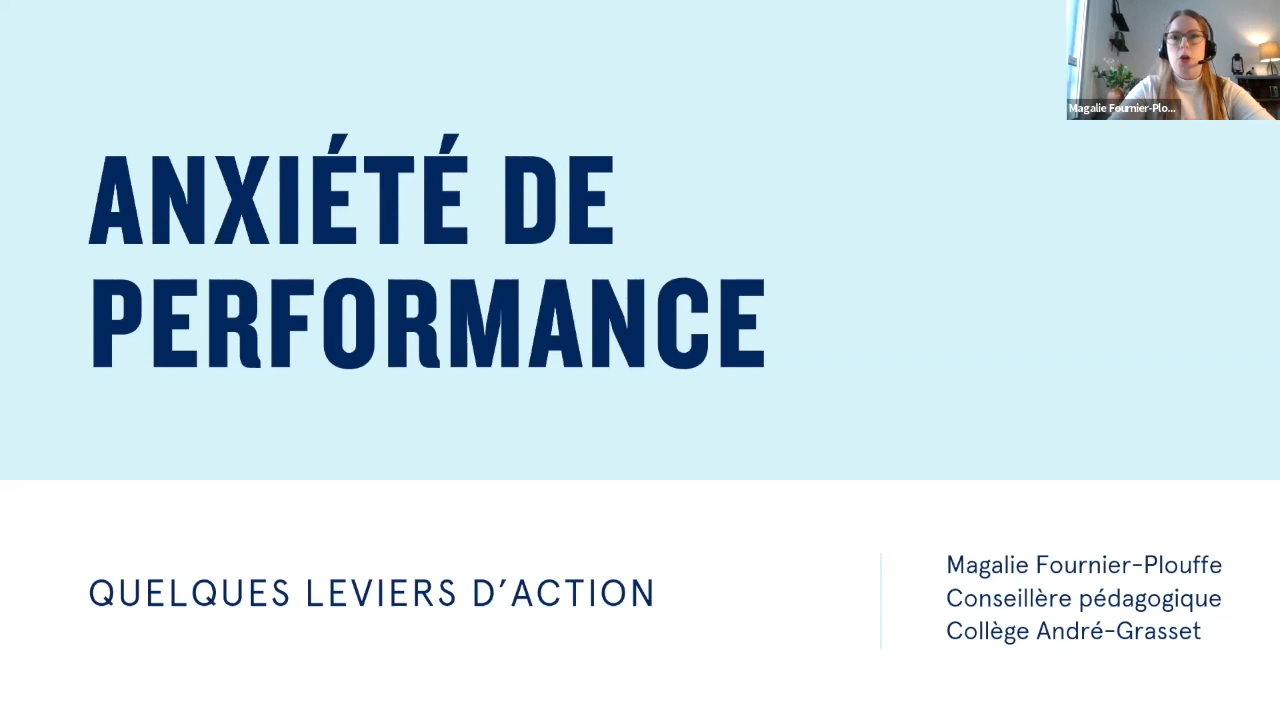 Magalie Fournier-Plo...
ANXIÉTÉ DE
PERFORMANCE
QUELQUES LEVIERS D’ACTION
Magalie Fournier-Plouffe
Conseillère pédagogique
Collège André-Grasset